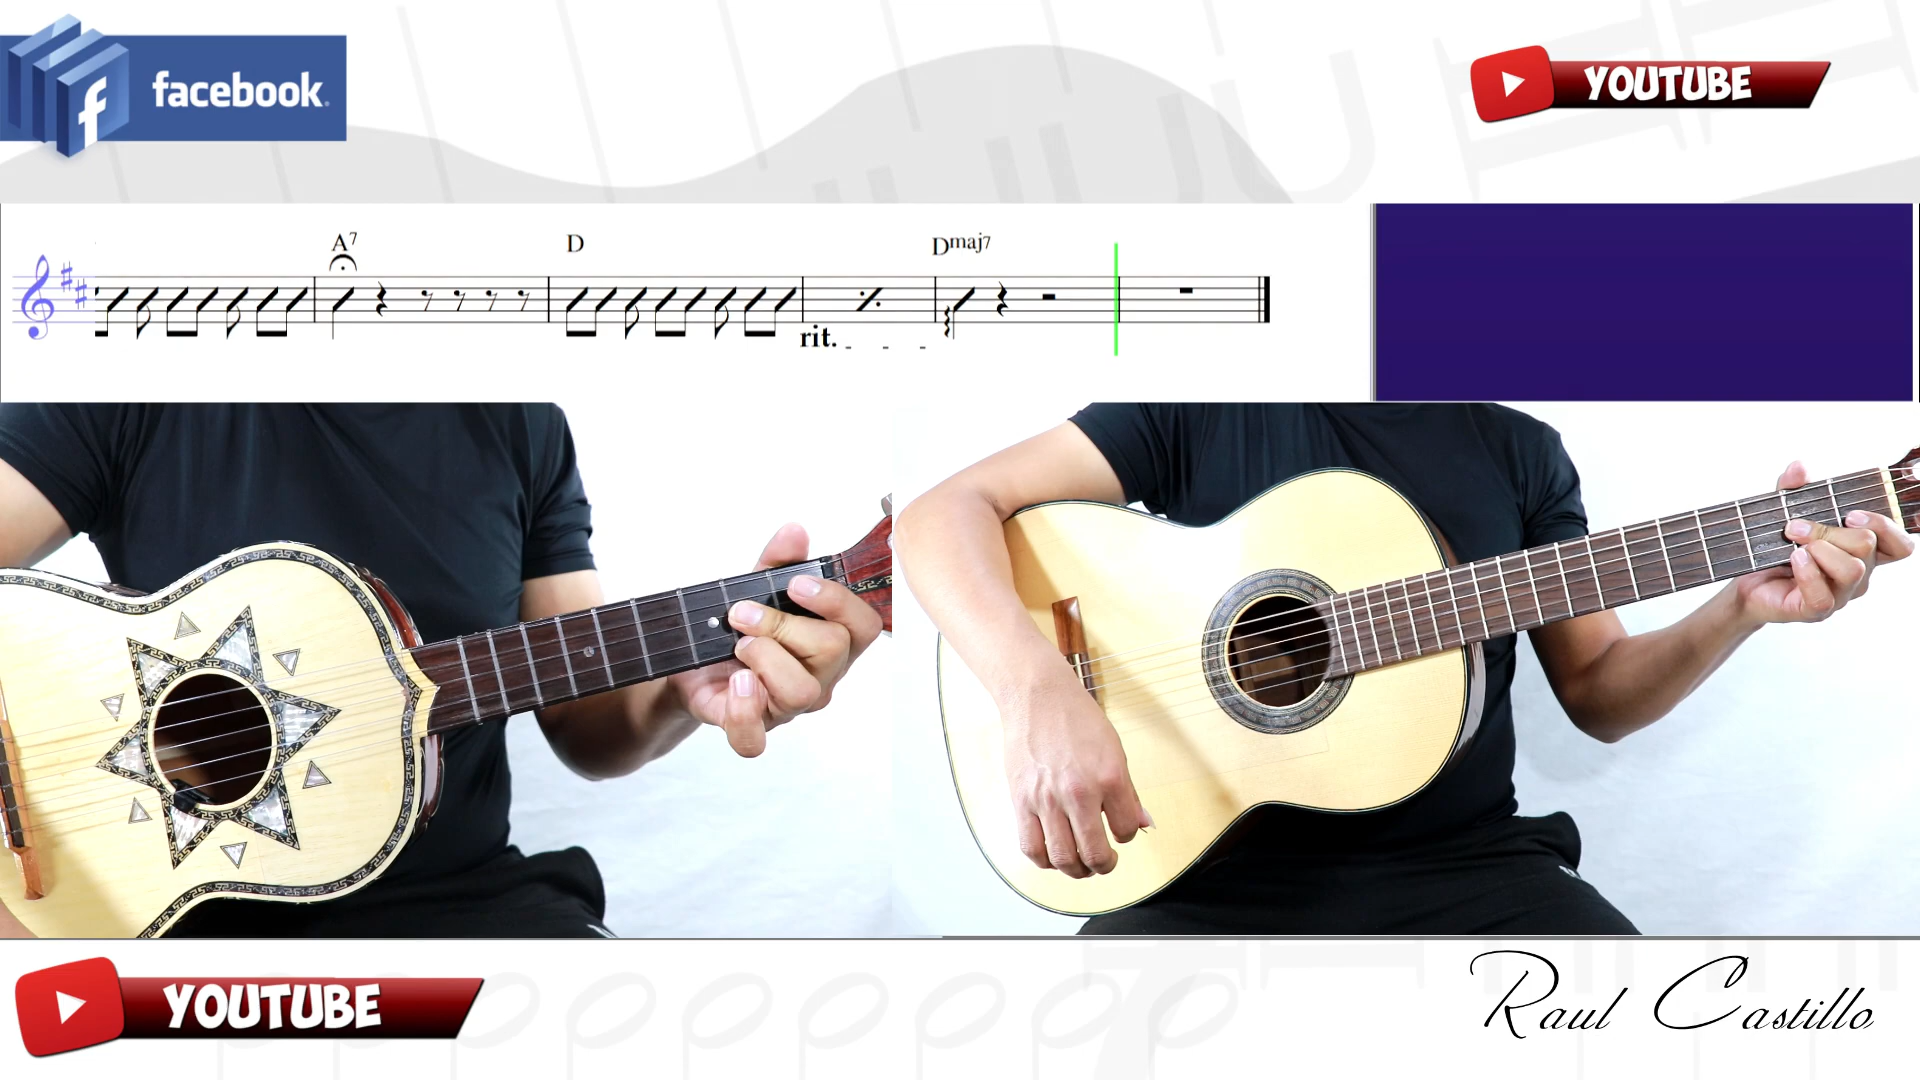 facebook.
YOUTUBE
A7
D
Dmaj7
rit. - - -
YOUTUBE
Raul Castillo